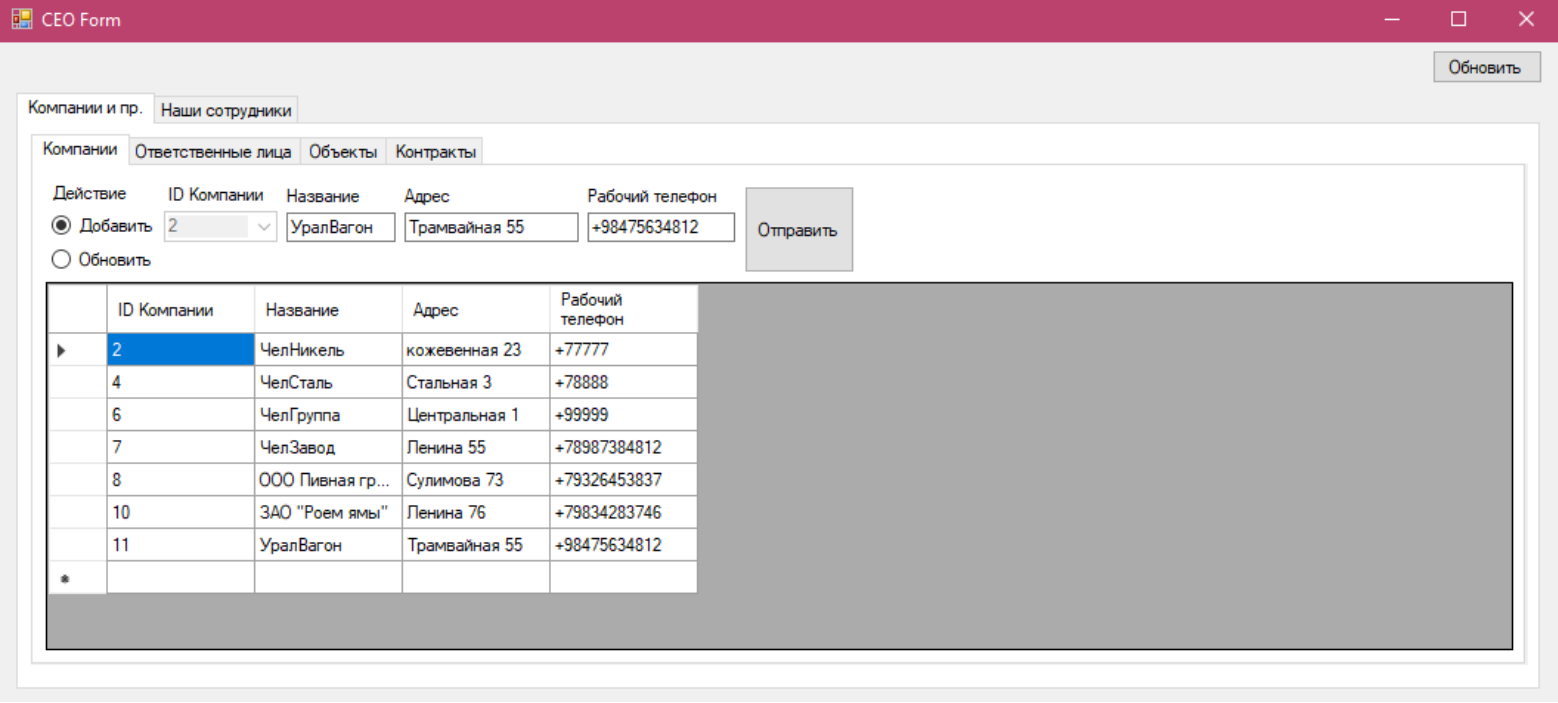 CEO Form
Обновить
Компании и пр. Наши сотрудники
Компании Ответственные лица Объекты Контракты
Действие ID Компании Название Адрес Рабочий телефон
Добавить 2 УралВагон Трамвайная 55 +98475634812 Отправить
Обновить
ID Компании Название Адрес Рабочий телефон
2 ЧелНикель кожевенная 23 +77777
4 ЧелСталь Стальная 3 +78888
6 ЧелГруппа Центральная 1 +99999
7 ЧелЗавод Ленина 55 +78987384812
8 ООО Пивная гр... Сулимова 73 +79326453837
10 ЗАО "Роем ямы" Ленина 76 +79834283746
11 УралВагон Трамвайная 55 +98475634812